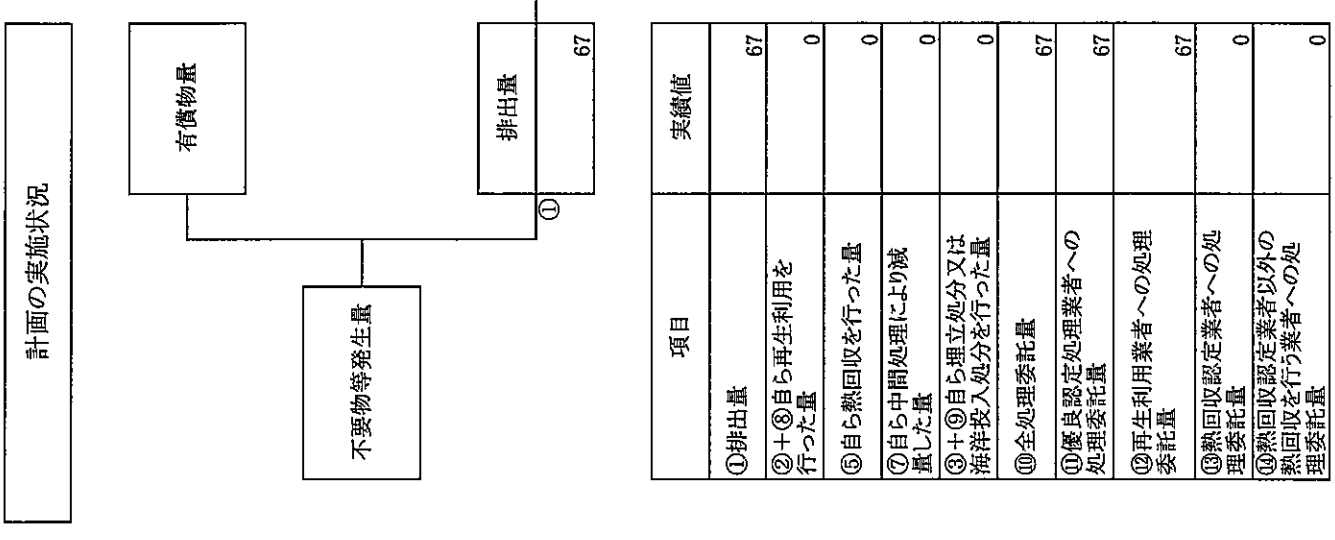 計画の実施状況
有償物量
不要物等発生量
①
排出量
67
項目
実績値
①排出量
67
②+⑧自ら再生利用を
行った量
0
⑤自ら熱回収を行った量
0
⑦自ら中間処理により減
量した量
0
③+⑨自ら埋立処分又は
海洋投入処分を行った量
0
⑩全処理委託量
67
⑪優良認定処理業者への
処理委託量
67
⑫再生利用業者への処理
委託量
67
⑬熱回収認定業者への処
理委託量
0
⑭熱回収認定業者以外の
熱回収を行う業者への処
理委託量
0